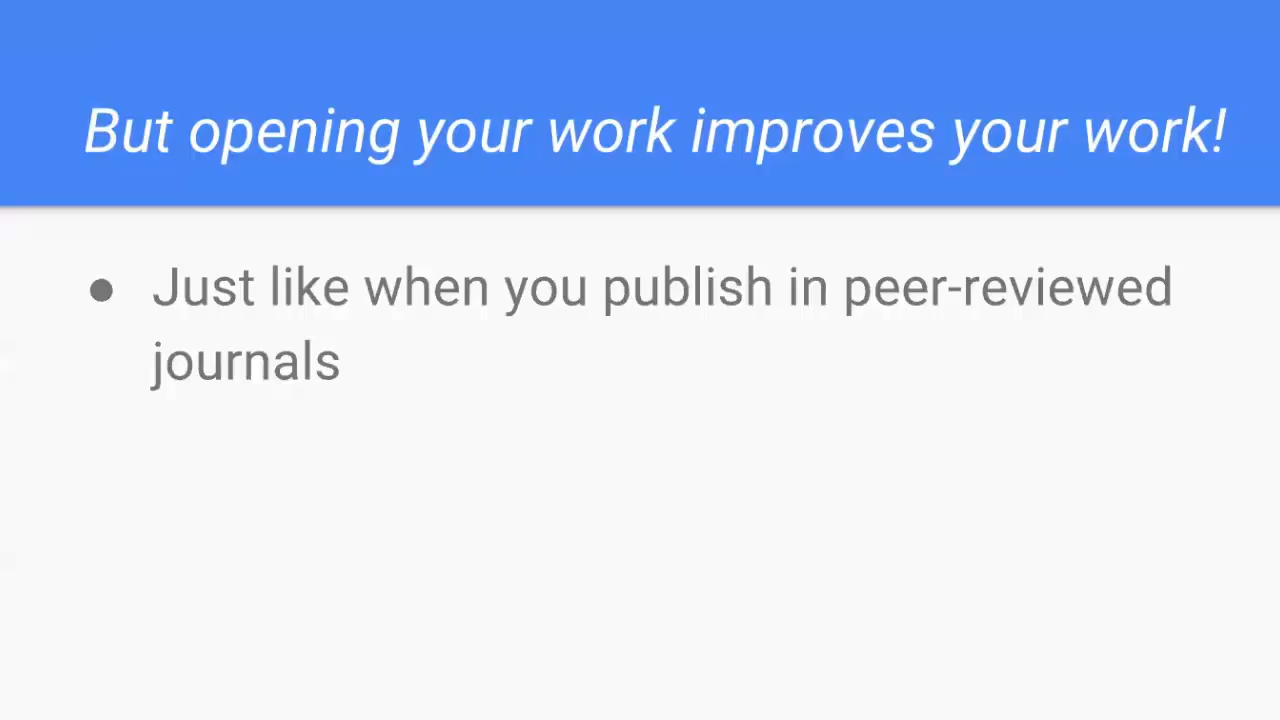 But opening your work improves your work!
● Just like when you publish in peer-reviewed
journals